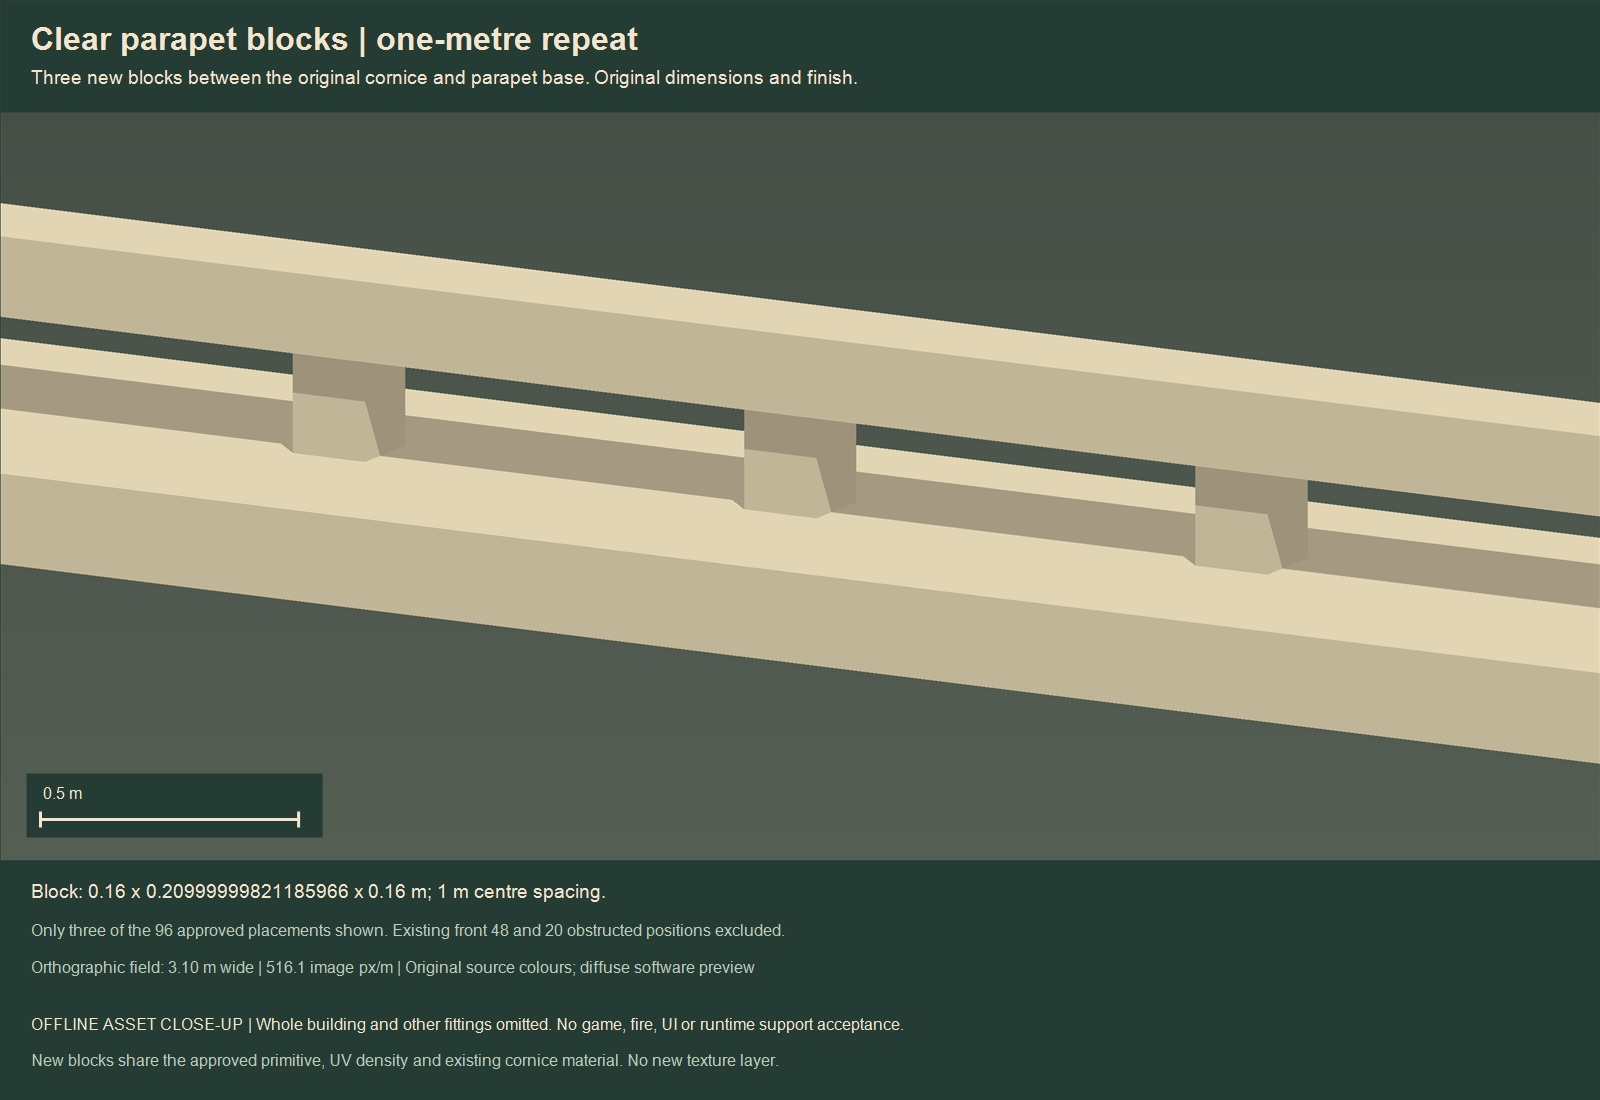 Clear parapet blocks | one-metre repeat
Three new blocks between the original cornice and parapet base. Original dimensions and finish.
0.5 m
Block: 0.16 x 0.20999999821185966 x 0.16 m; 1 m centre spacing.
Only three of the 96 approved placements shown. Existing front 48 and 20 obstructed positions excluded.
Orthographic field: 3.10 m wide | 516.1 image px/m | Original source colours; diffuse software preview
OFFLINE ASSET CLOSE-UP | Whole building and other fittings omitted. No game, fire, UI or runtime support acceptance.
New blocks share the approved primitive, UV density and existing cornice material. No new texture layer.